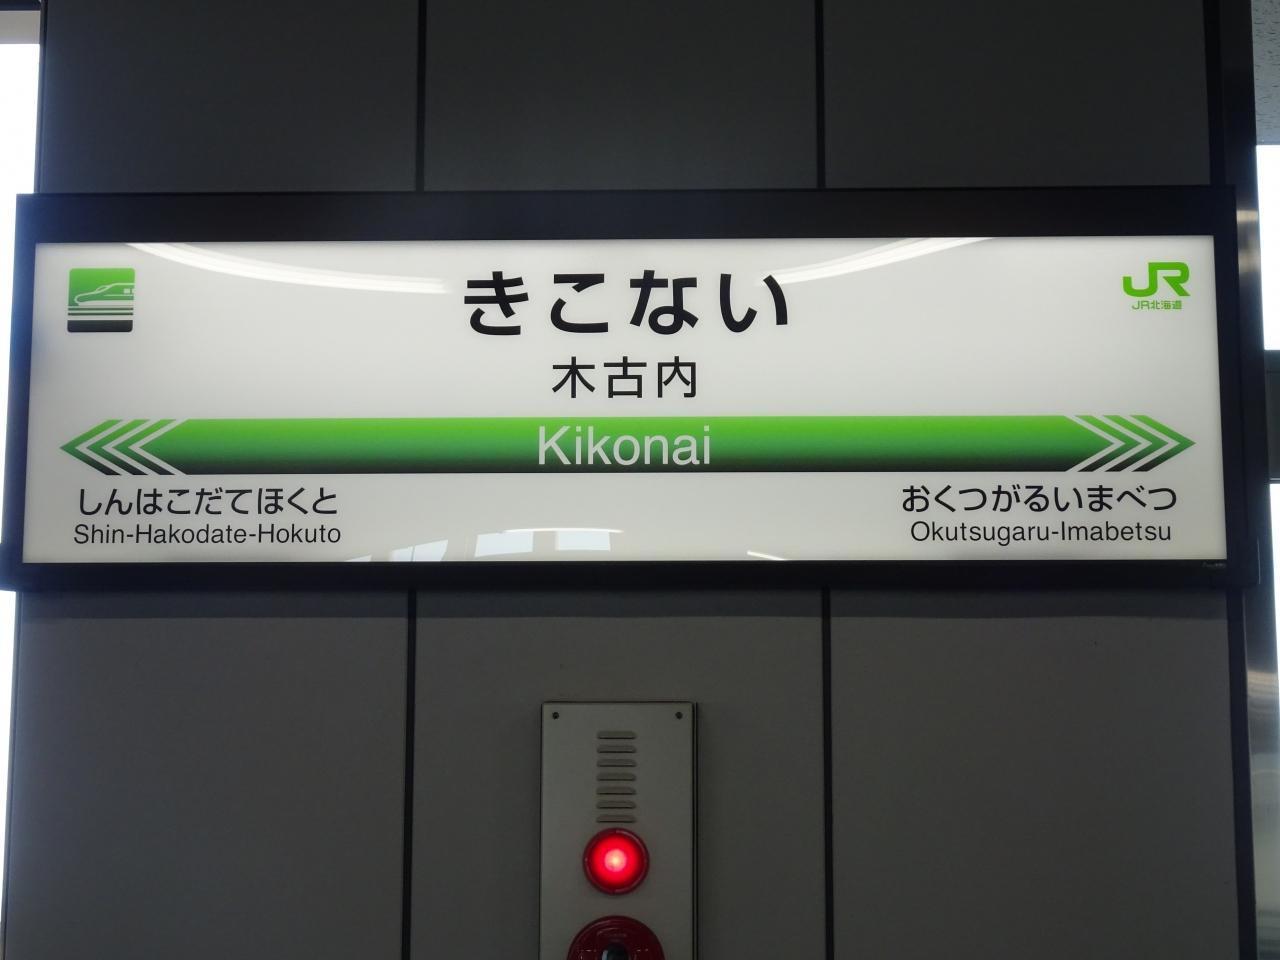 きこない
JR
JR北海道
木古内
Kikonai
しんはこだてほくと
Shin-Hakodate-Hokuto
おくつがるいまべつ
Okutsugaru-Imabetsu